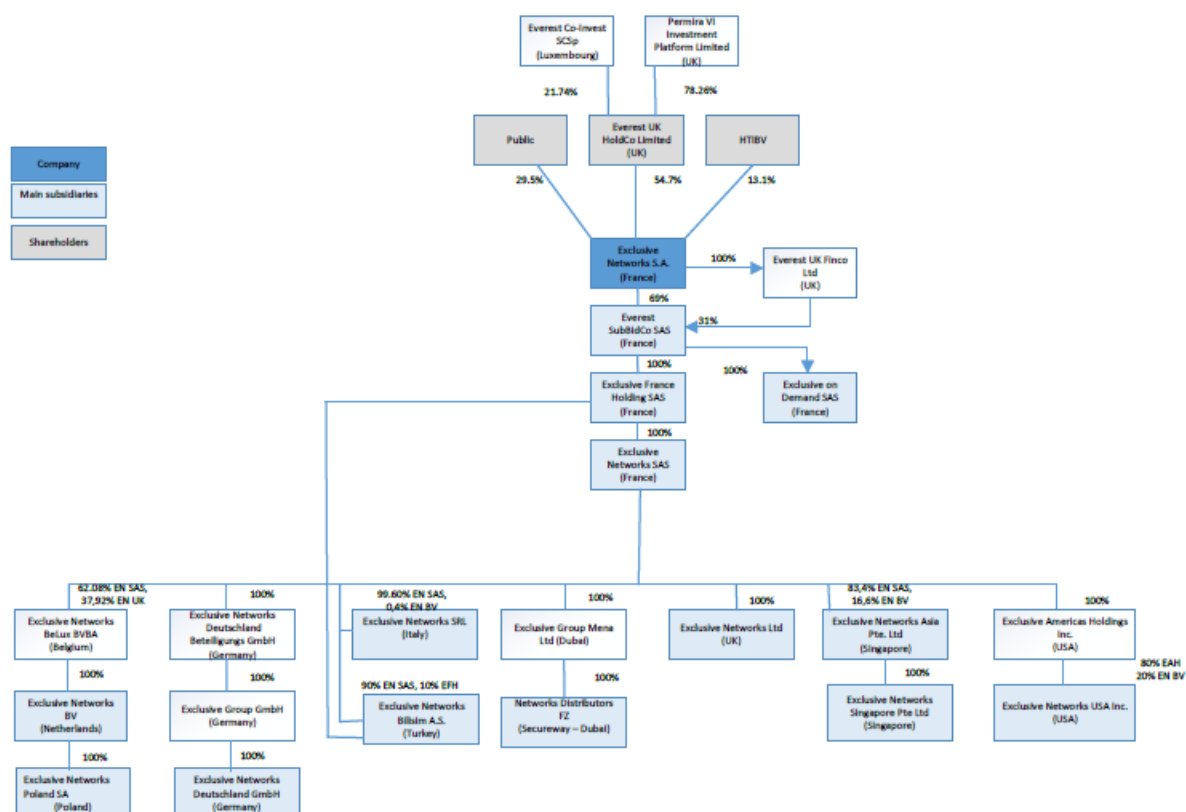 Everest Co-Invest
SCSp
(Luxembourg)
Permira VI
Investment
Platform Limited
(UK)
21.74%
78.26%
Public
Everest UK
HoldCo Limited
(UK)
HTIBV
29.5%
54.7%
13.1%
Company
Main subsidiaries
Shareholders
Exclusive
Networks S.A.
(France)
100%
Everest UK Finco
Ltd
(UK)
69%
31%
Everest
SubBidCo SAS
(France)
100%
100%
Exclusive France
Holding SAS
(France)
Exclusive on
Demand SAS
(France)
100%
Exclusive
Networks SAS
(France)
62.08% EN SAS,
37,92% EN UK
100%
99.60% EN SAS,
0,4% EN BV
100%
100%
83,4% EN SAS,
16,6% EN BV
100%
Exclusive Networks
BeLux BVBA
(Belgium)
Exclusive Networks
Deutschland
Beteiligungs GmbH
(Germany)
Exclusive Networks SRL
(Italy)
Exclusive Group Mena
Ltd (Dubai)
Exclusive Networks Ltd
(UK)
Exclusive Networks Asia
Pte. Ltd
(Singapore)
Exclusive Americas Holdings
Inc.
(USA)
100%
100%
90% EN SAS, 10% EFH
100%
100%
80% EAH
20% EN BV
Exclusive Networks
BV
(Netherlands)
Exclusive Group GmbH
(Germany)
Exclusive Networks
Bilisim A.S.
(Turkey)
Networks Distributors
FZ
(Secureway – Dubai)
Exclusive Networks
Singapore Pte Ltd
(Singapore)
Exclusive Networks USA Inc.
(USA)
100%
100%
Exclusive Networks
Poland SA
(Poland)
Exclusive Networks
Deutschland GmbH
(Germany)